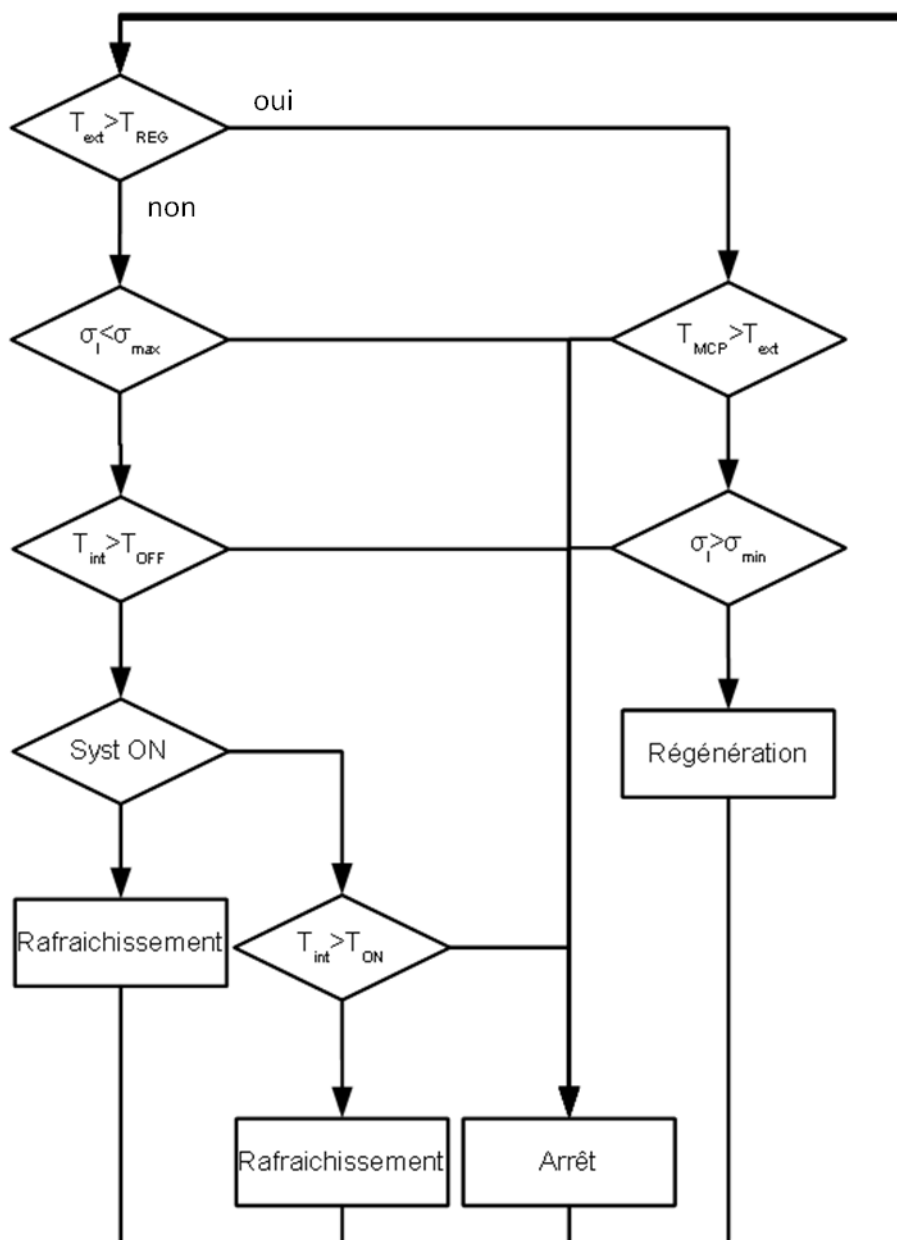 oui
T_ext>T_REG
non
σ_l<σ_max
T_MCP>T_ext
T_int>T_OFF
σ_l>σ_min
Syst ON
Régénération
Rafraichissement
T_int>T_ON
Rafraichissement
Arrêt